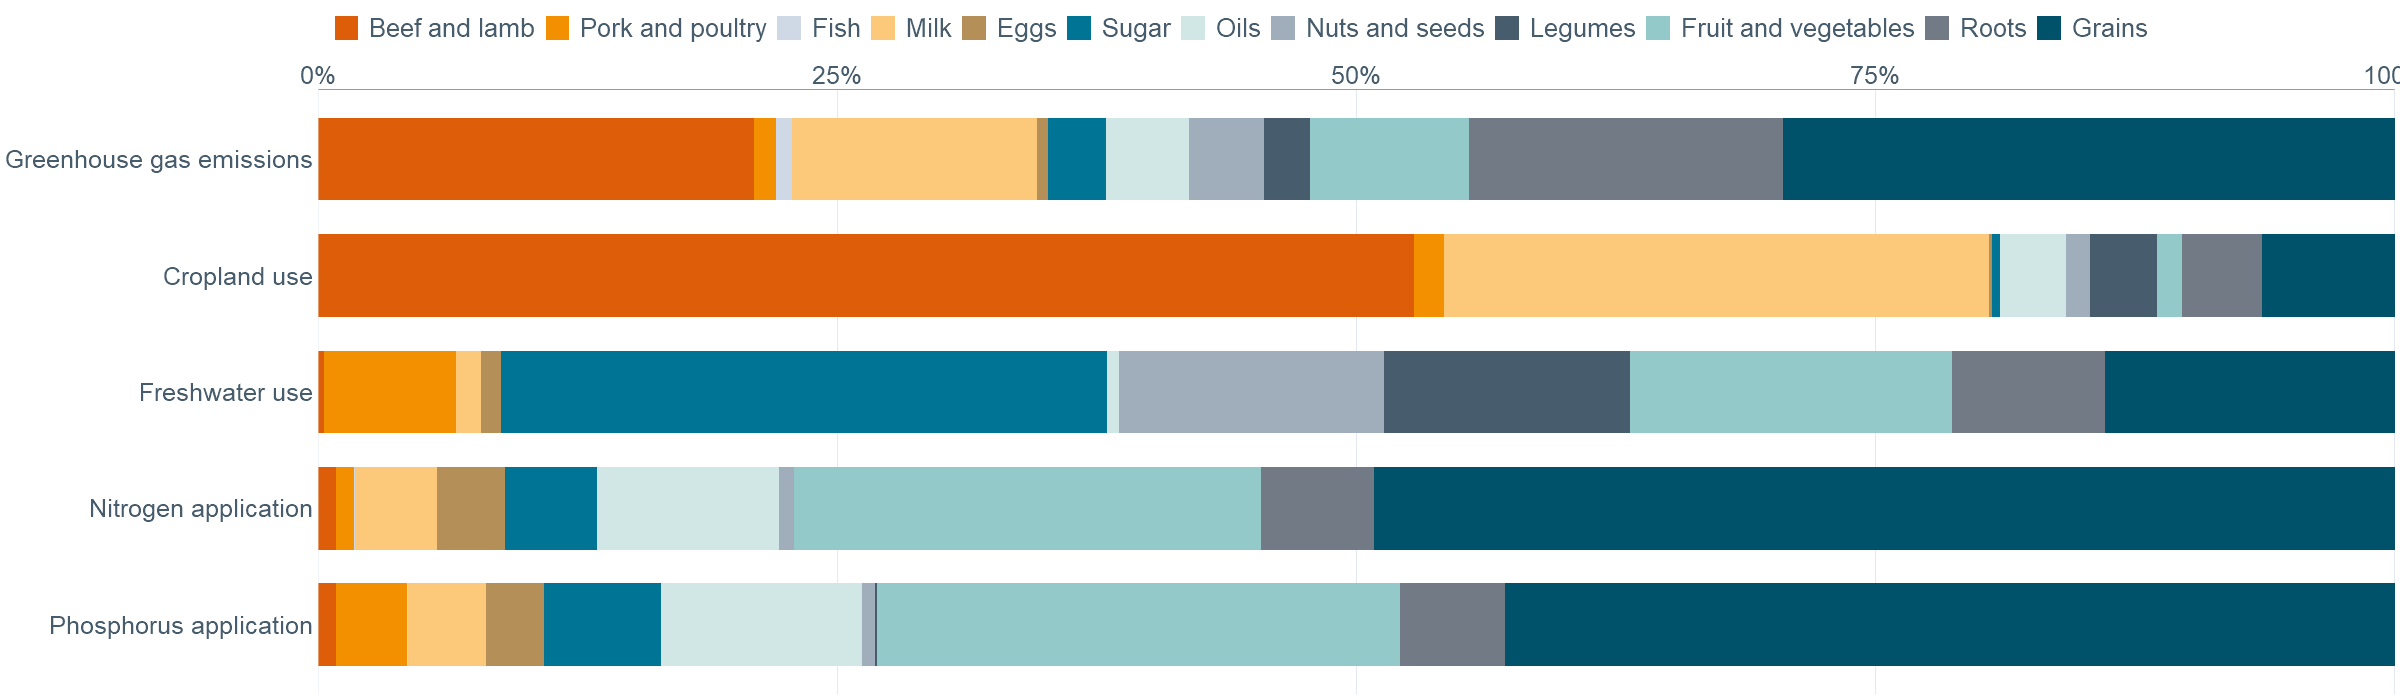 Beef and lamb Pork and poultry Fish Milk Eggs Sugar Oils Nuts and seeds Legumes Fruit and vegetables Roots Grains
0% 25% 50% 75% 100
Greenhouse gas emissions
Cropland use
Freshwater use
Nitrogen application
Phosphorus application